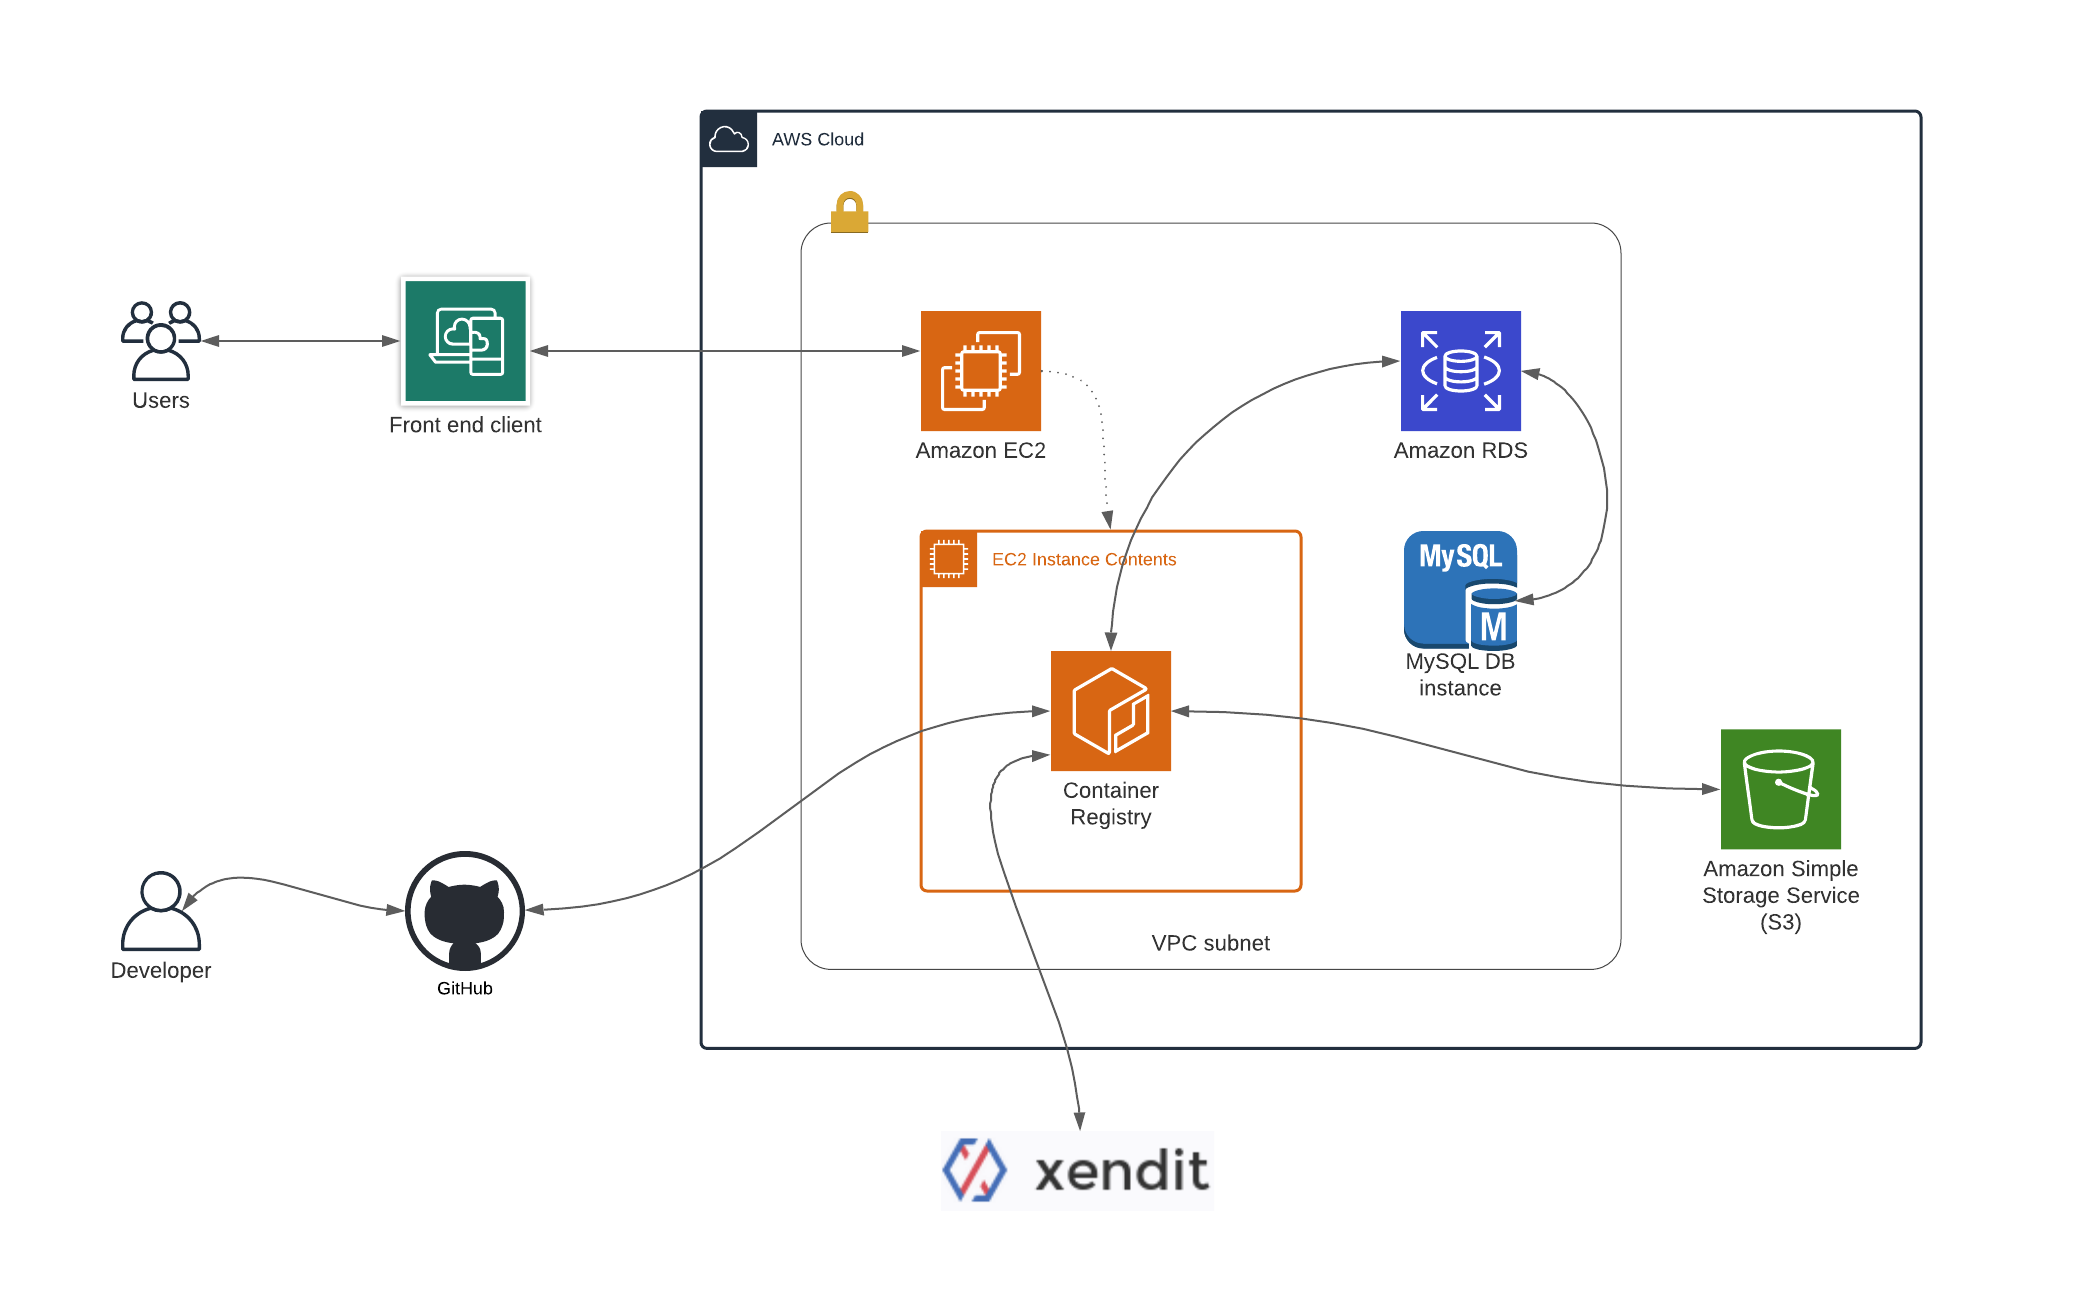 AWS Cloud
Users
Front end client
Amazon EC2
Amazon RDS
EC2 Instance Contents
MySQL
M
MySQL DB
instance
Container
Registry
Amazon Simple
Storage Service
(S3)
VPC subnet
Developer
GitHub
xendit